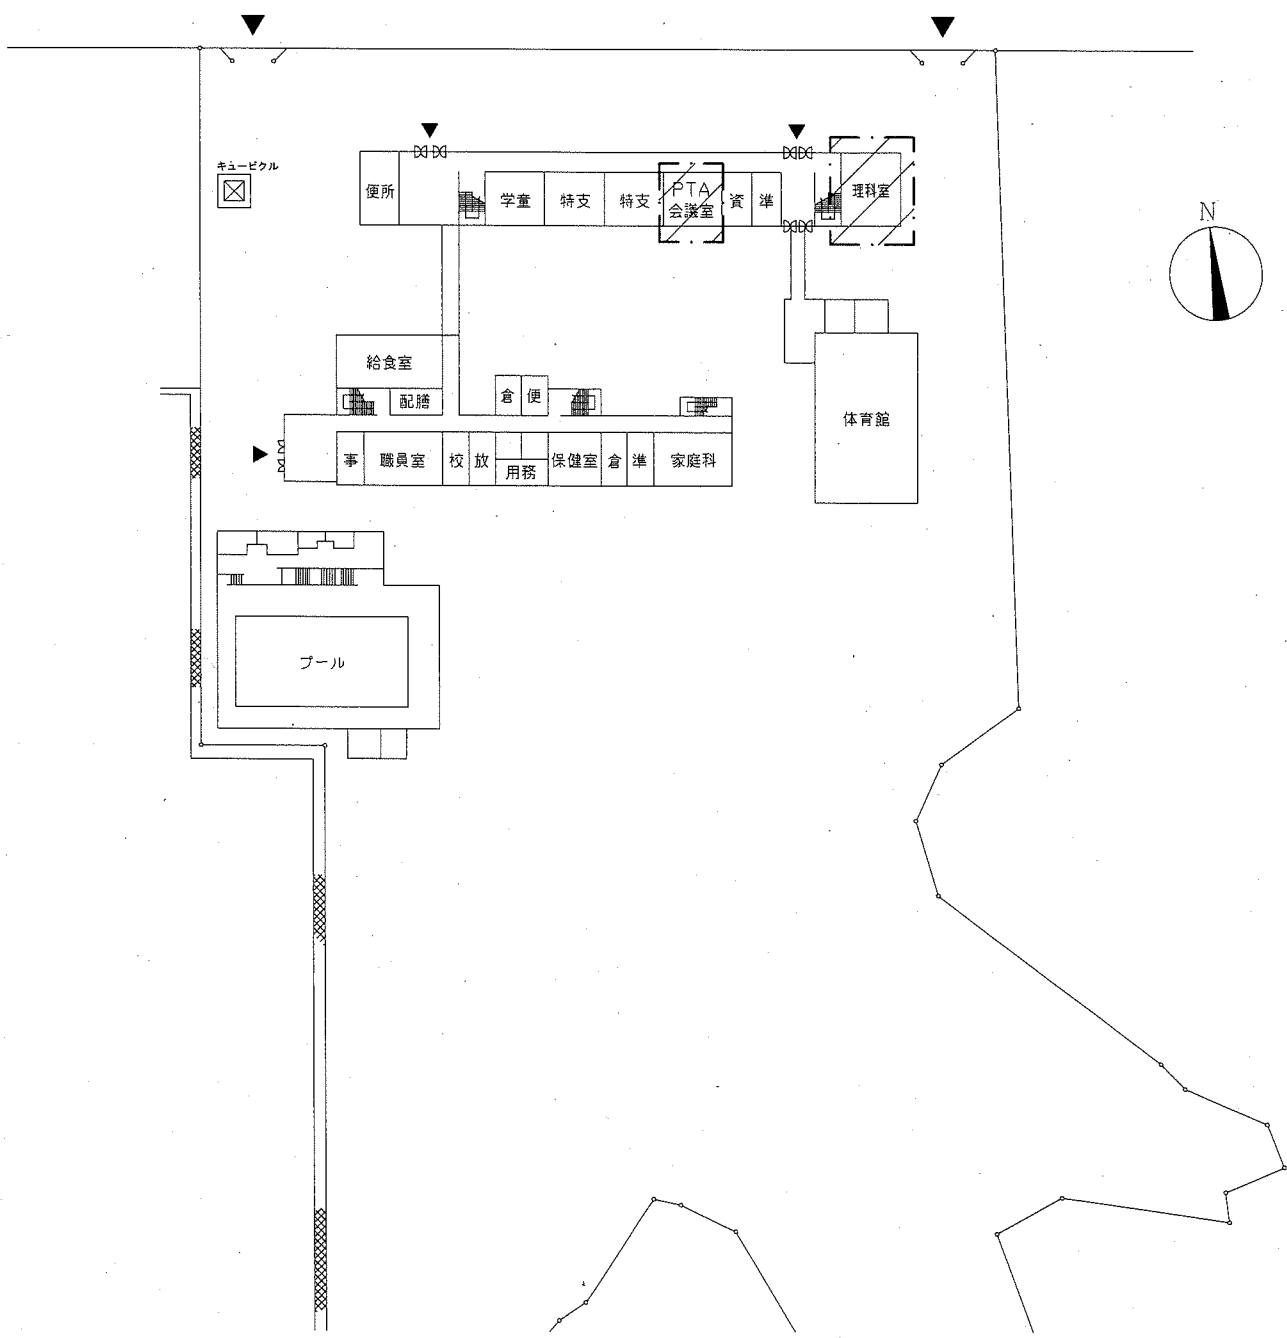 キュービクル
便所
学童
特支
特支
PTA
会議室
資
準
理科室
N
給食室
配膳
倉
便
体育館
事
職員室
校
放
用務
保健室
倉
準
家庭科
プール